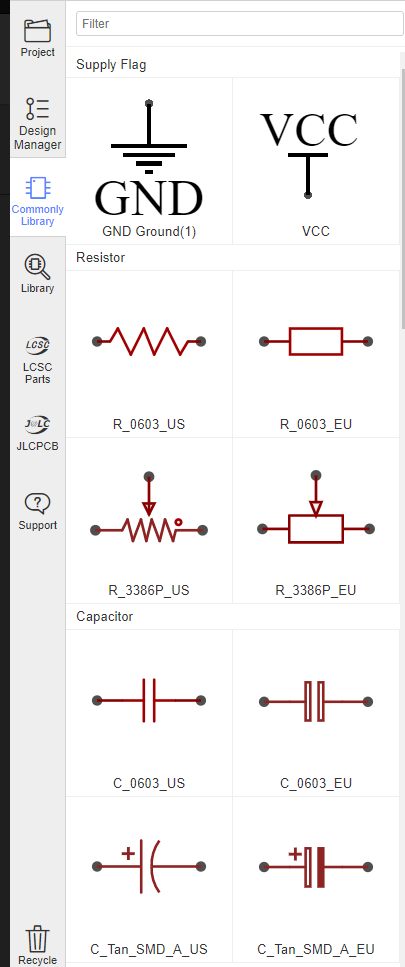 Project
Design
Manager
Commonly
Library
Library
LCSC
LCSC
Parts
JLCPCB
Support
Recycle
Filter
Supply Flag
GND
VCC
GND Ground(1)
VCC
Resistor
R_0603_US
R_0603_EU
R_3386P_US
R_3386P_EU
Capacitor
C_0603_US
C_0603_EU
+
+
C_Tan_SMD_A_US
C_Tan_SMD_A_EU